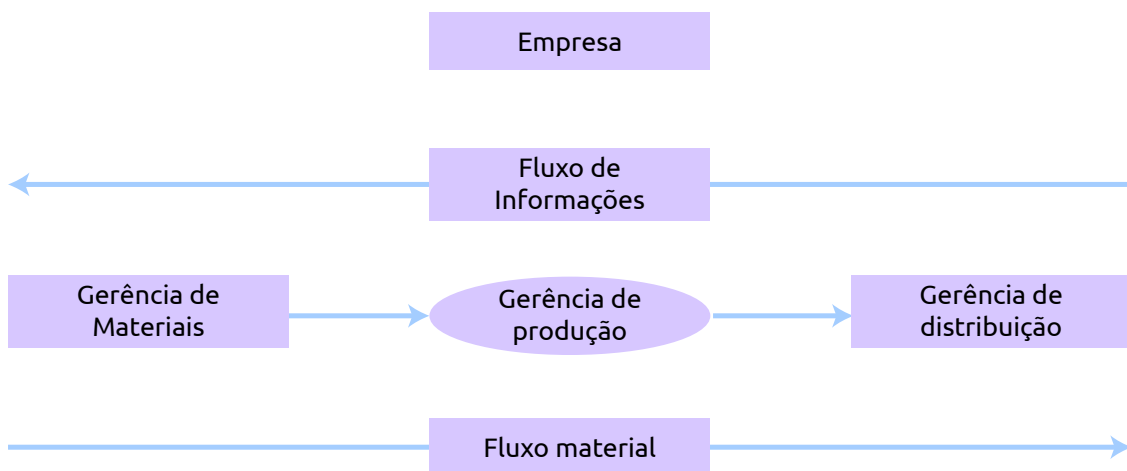 Empresa
Fluxo de
Informações
Gerência de
Materiais
Gerência de
produção
Gerência de
distribuição
Fluxo material